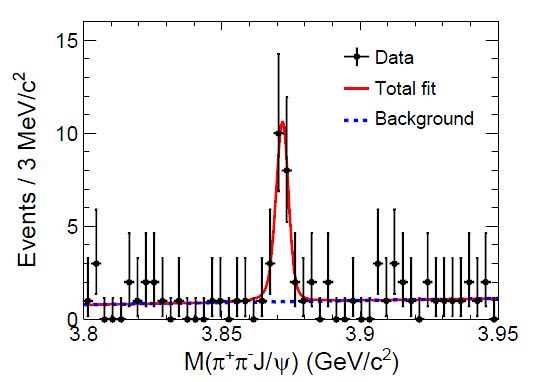 15
10
5
0
Events / 3 MeV/c²
Data
Total fit
Background
3.8 3.85 3.9 3.95
M(π⁺π⁻J/ψ) (GeV/c²)